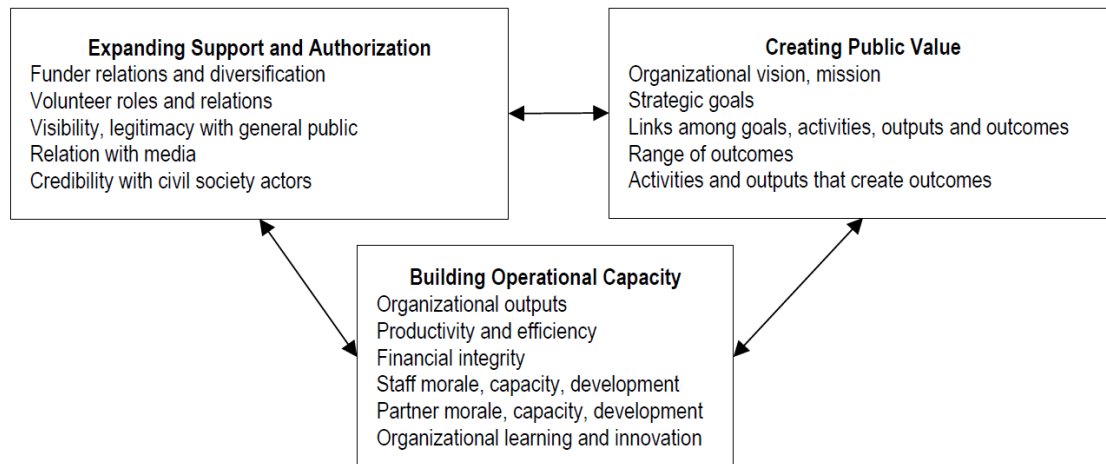 Expanding Support and Authorization
Funder relations and diversification
Volunteer roles and relations
Visibility, legitimacy with general public
Relation with media
Credibility with civil society actors
Creating Public Value
Organizational vision, mission
Strategic goals
Links among goals, activities, outputs and outcomes
Range of outcomes
Activities and outputs that create outcomes
Building Operational Capacity
Organizational outputs
Productivity and efficiency
Financial integrity
Staff morale, capacity, development
Partner morale, capacity, development
Organizational learning and innovation